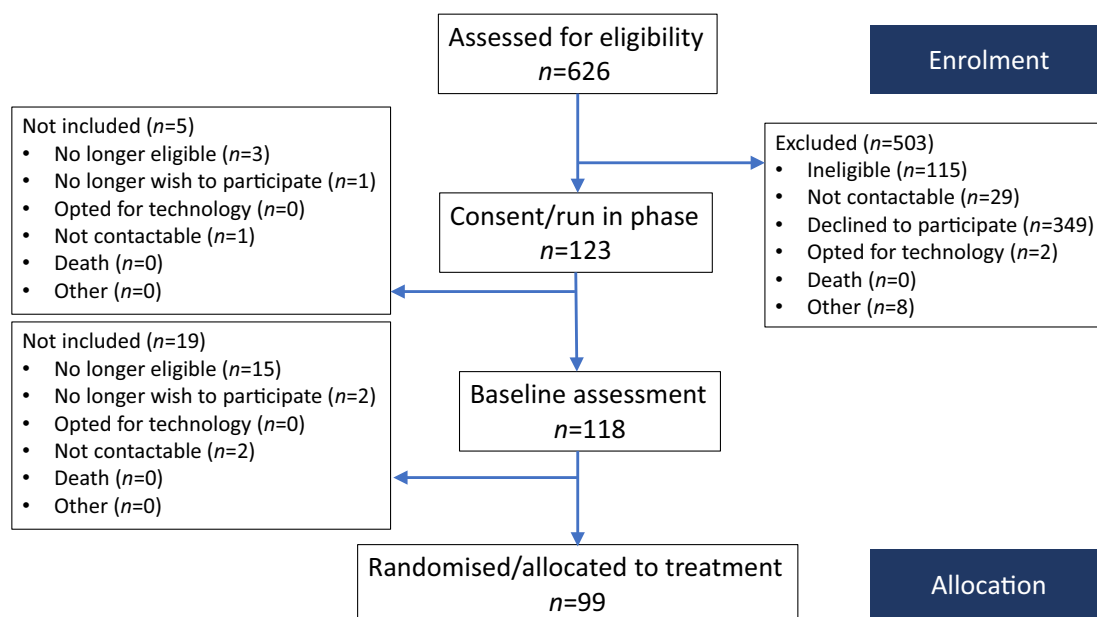 Assessed for eligibility
n=626
Enrolment
Not included (n=5)
• No longer eligible (n=3)
• No longer wish to participate (n=1)
• Opted for technology (n=0)
• Not contactable (n=1)
• Death (n=0)
• Other (n=0)
Excluded (n=503)
• Ineligible (n=115)
• Not contactable (n=29)
• Declined to participate (n=349)
• Opted for technology (n=2)
• Death (n=0)
• Other (n=8)
Consent/run in phase
n=123
Not included (n=19)
• No longer eligible (n=15)
• No longer wish to participate (n=2)
• Opted for technology (n=0)
• Not contactable (n=2)
• Death (n=0)
• Other (n=0)
Baseline assessment
n=118
Randomised/allocated to treatment
n=99
Allocation